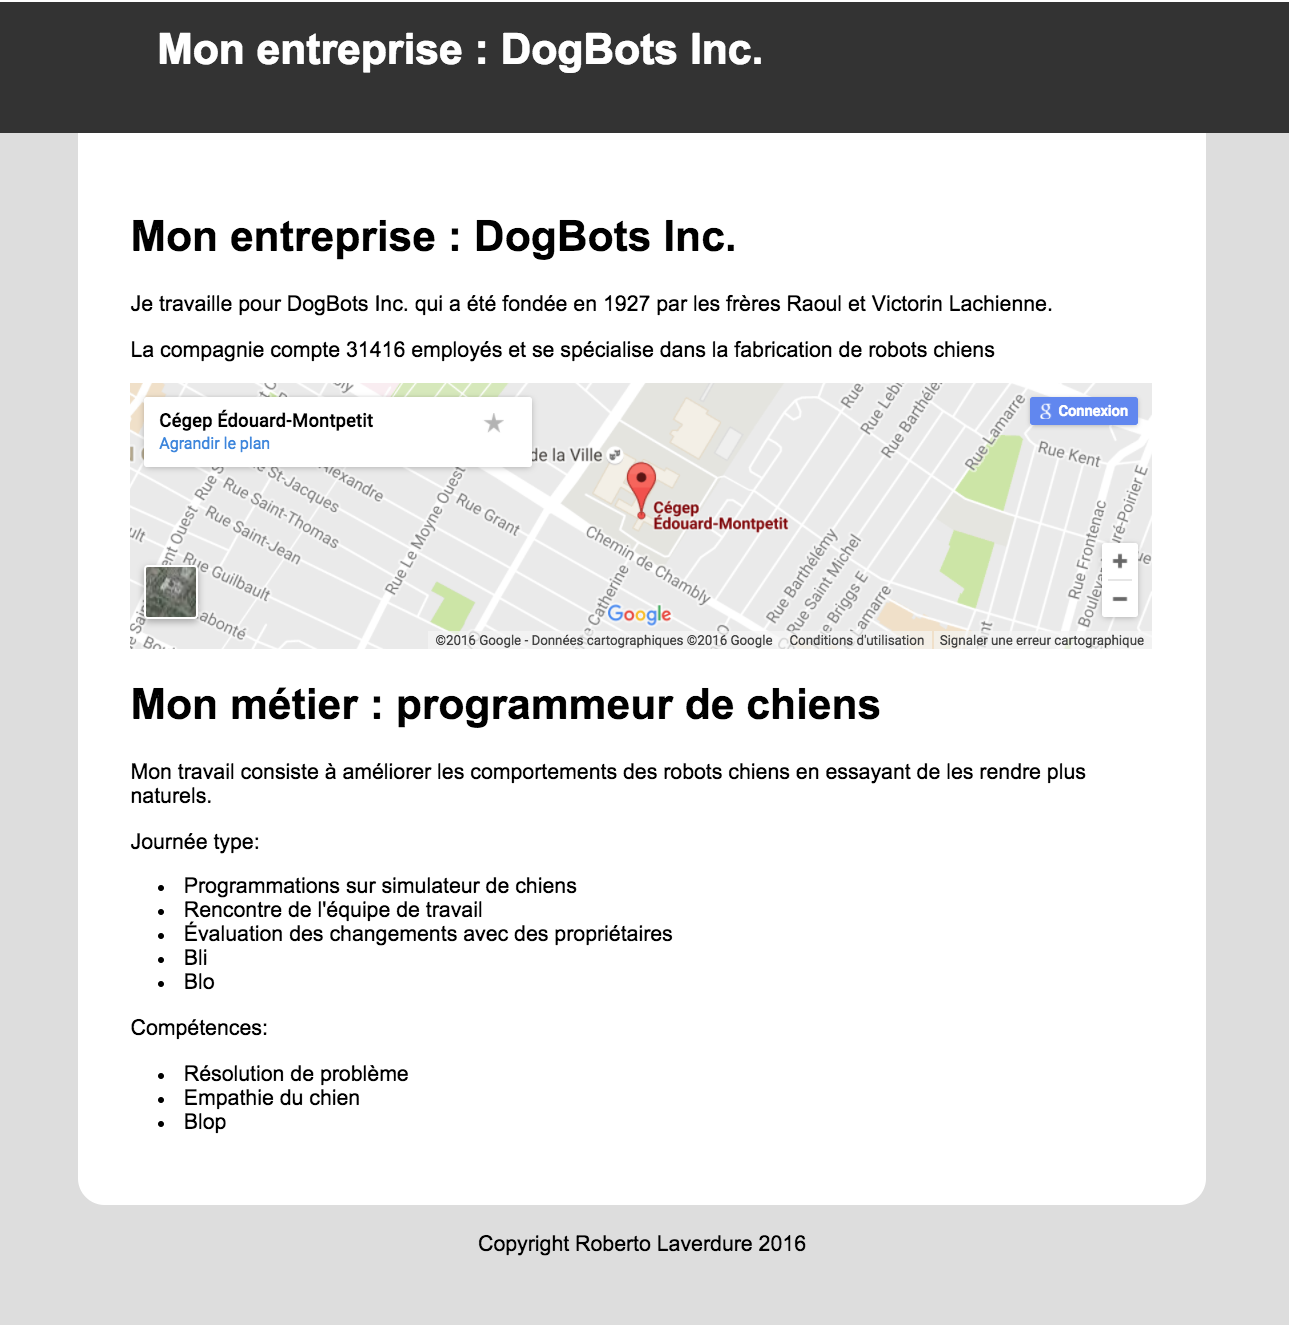 Mon entreprise : DogBots Inc.
Mon entreprise : DogBots Inc.
Je travaille pour DogBots Inc. qui a été fondée en 1927 par les frères Raoul et Victorin Lachienne.
La compagnie compte 31416 employés et se spécialise dans la fabrication de robots chiens
Cégep Édouard-Montpetit
Agrandir le plan
Connexion
de la Ville
Rue Lebl
Rue Barthéle
Rue Lamarre
Rue Kent
Alexandre
St-Jacques
Rue Saint-Thomas
Rue Saint-Jean
Rue Guilbault
Rue Le Moyne Ouest
Rue Grant
Cégep
Édouard-Montpetit
Chemin de Chambly
Catherine
Rue Barthélémy
Rue Saint Michel
Briggs E
Lamarre
Rue Frontenac
Poirier E
+
−
Google
©2016 Google - Données cartographiques ©2016 Google
Conditions d'utilisation
Signaler une erreur cartographique
Mon métier : programmeur de chiens
Mon travail consiste à améliorer les comportements des robots chiens en essayant de les rendre plus
naturels.
Journée type:
• Programmations sur simulateur de chiens
• Rencontre de l'équipe de travail
• Évaluation des changements avec des propriétaires
• Bli
• Blo
Compétences:
• Résolution de problème
• Empathie du chien
• Blop
Copyright Roberto Laverdure 2016